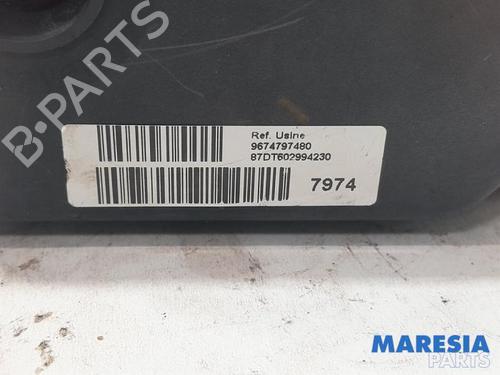 B-PARTS
Ref. Usine
9674797480
87DT602994230
7974
MARESIA
PARTS